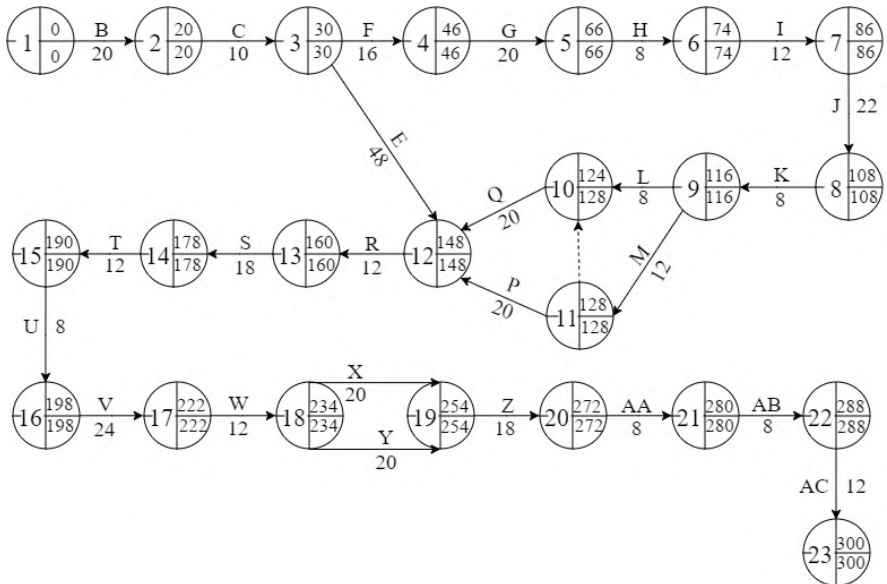 1 0 0 B 20 2 20 20 C 10 3 30 30 F 16 4 46 46 G 20 5 66 66 H 8 6 74 74 I 12 7 86 86
E 48 J 22
12 148 148 Q 20 10 124 128 L 8 9 116 116 K 8 8 108 108
15 190 190 T 12 14 178 178 S 18 13 160 160 R 12
P 20 11 128 128 M 12
U 8
16 198 198 V 24 17 222 222 W 12 18 234 234 X 20 Y 20 19 254 254 Z 18 20 272 272 AA 8 21 280 280 AB 8 22 288 288
AC 12
23 300 300